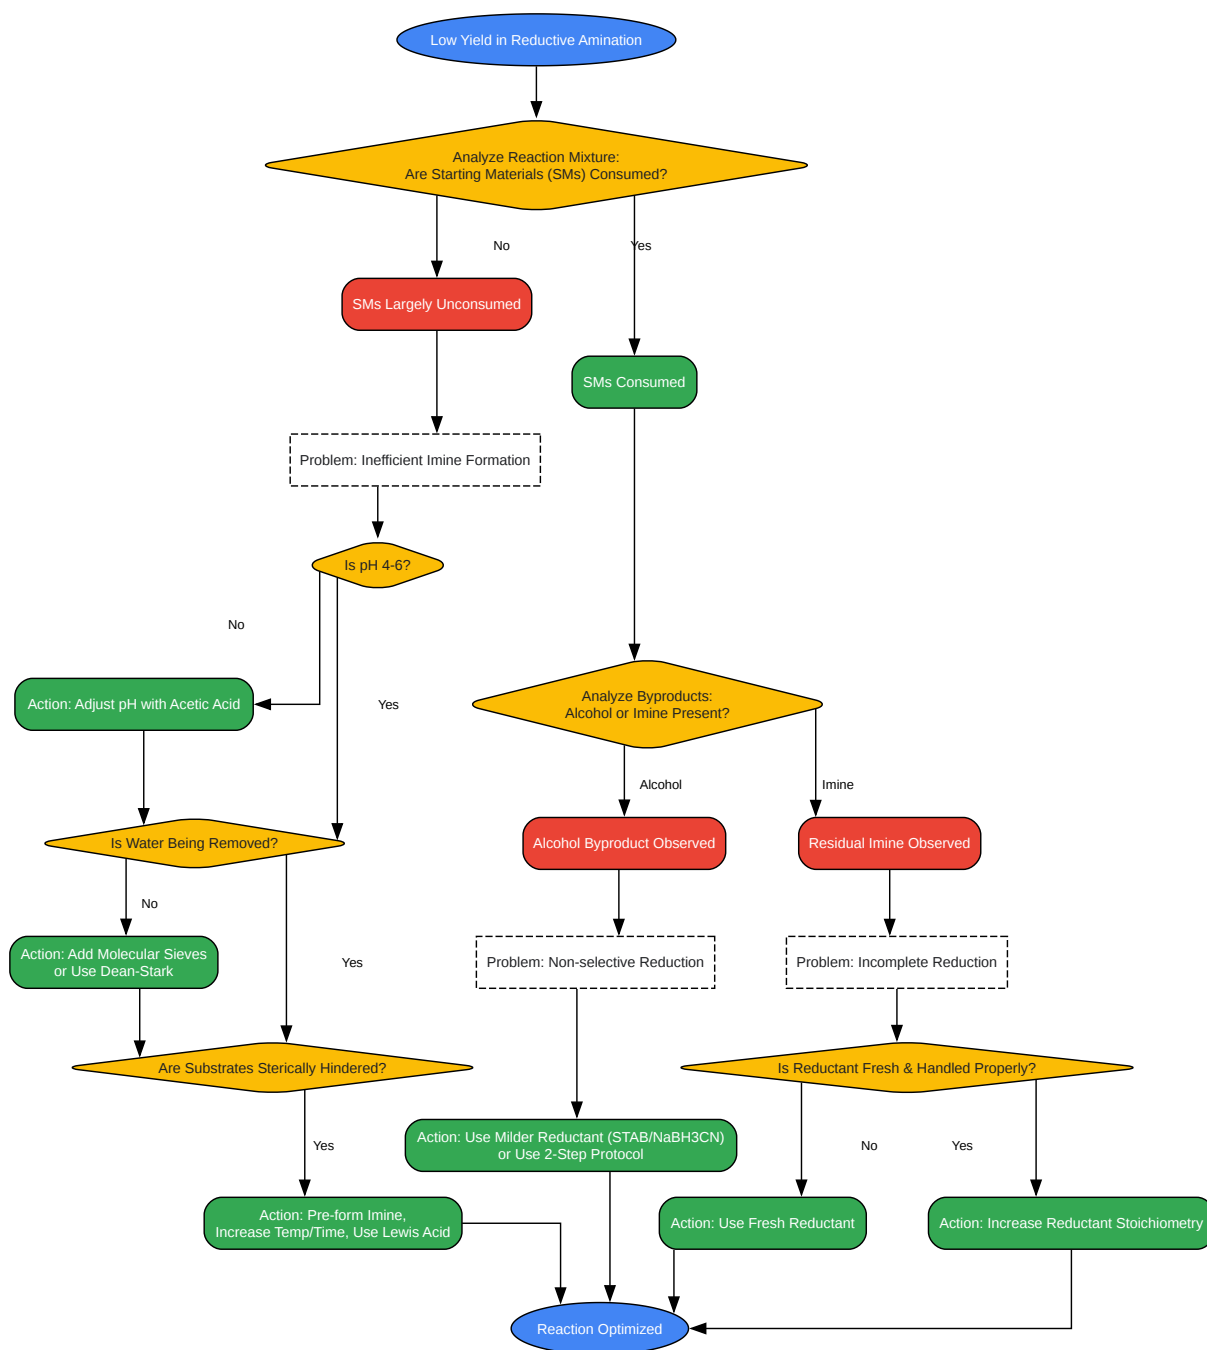 Low Yield in Reductive Amination
Analyze Reaction Mixture:
Are Starting Materials (SMs) Consumed?
No
Yes
SMs Largely Unconsumed
SMs Consumed
Problem: Inefficient Imine Formation
Is pH 4-6?
No
Action: Adjust pH with Acetic Acid
Yes
Analyze Byproducts:
Alcohol or Imine Present?
Alcohol
Imine
Is Water Being Removed?
Alcohol Byproduct Observed
Residual Imine Observed
No
Action: Add Molecular Sieves
or Use Dean-Stark
Yes
Problem: Non-selective Reduction
Problem: Incomplete Reduction
Are Substrates Sterically Hindered?
Is Reductant Fresh & Handled Properly?
Yes
Action: Use Milder Reductant (STAB/NaBH3CN)
or Use 2-Step Protocol
No
Yes
Action: Pre-form Imine,
Increase Temp/Time, Use Lewis Acid
Action: Use Fresh Reductant
Action: Increase Reductant Stoichiometry
Reaction Optimized